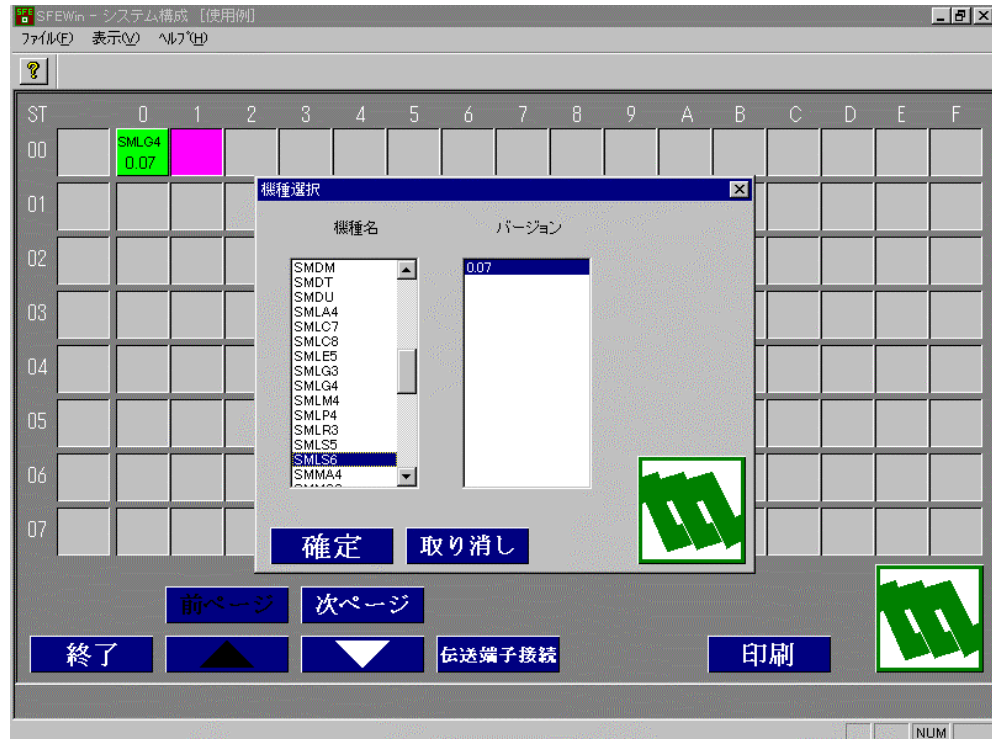 SFE SFEWin - システム構成 [使用例]
ファイル(F) 表示(V) ヘルプ(H)
?
ST 0 1 2 3 4 5 6 7 8 9 A B C D E F
00 SMLG4
0.07
01
02
03
04
05
06
07
機種選択
機種名 バージョン
SMDM 0.07
SMDT
SMDU
SMLA4
SMLC7
SMLC8
SMLE5
SMLG3
SMLG4
SMLM4
SMLP4
SMLR3
SMLS5
SMLS6
SMMA4
確定 取り消し
前ページ 次ページ
終了 伝送端子接続 印刷
NUM